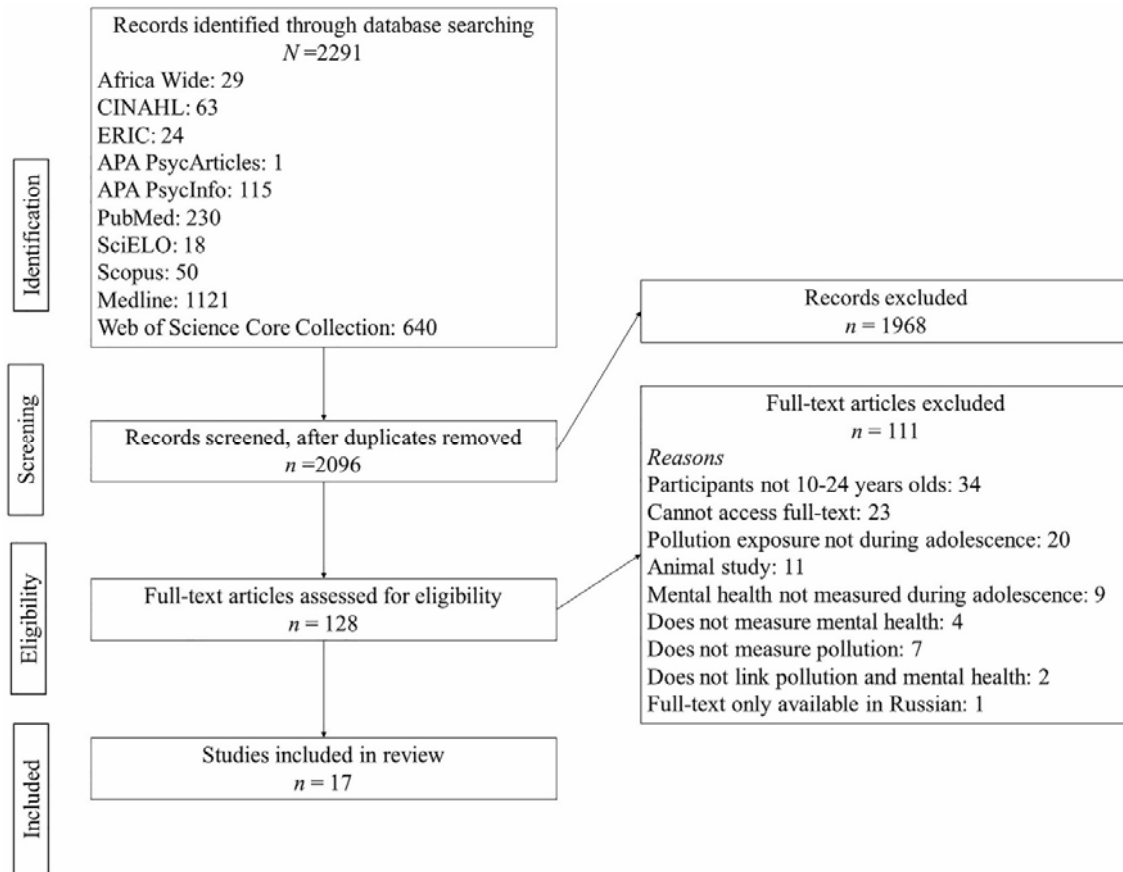 Records identified through database searching
N =2291
Africa Wide: 29
CINAHL: 63
ERIC: 24
APA PsycArticles: 1
APA PsycInfo: 115
PubMed: 230
SciELO: 18
Scopus: 50
Medline: 1121
Web of Science Core Collection: 640
Identification
Records excluded
n = 1968
Screening
Records screened, after duplicates removed
n =2096
Full-text articles excluded
n = 111
Reasons
Participants not 10-24 years olds: 34
Cannot access full-text: 23
Pollution exposure not during adolescence: 20
Animal study: 11
Mental health not measured during adolescence: 9
Does not measure mental health: 4
Does not measure pollution: 7
Does not link pollution and mental health: 2
Full-text only available in Russian: 1
Eligibility
Full-text articles assessed for eligibility
n = 128
Included
Studies included in review
n = 17